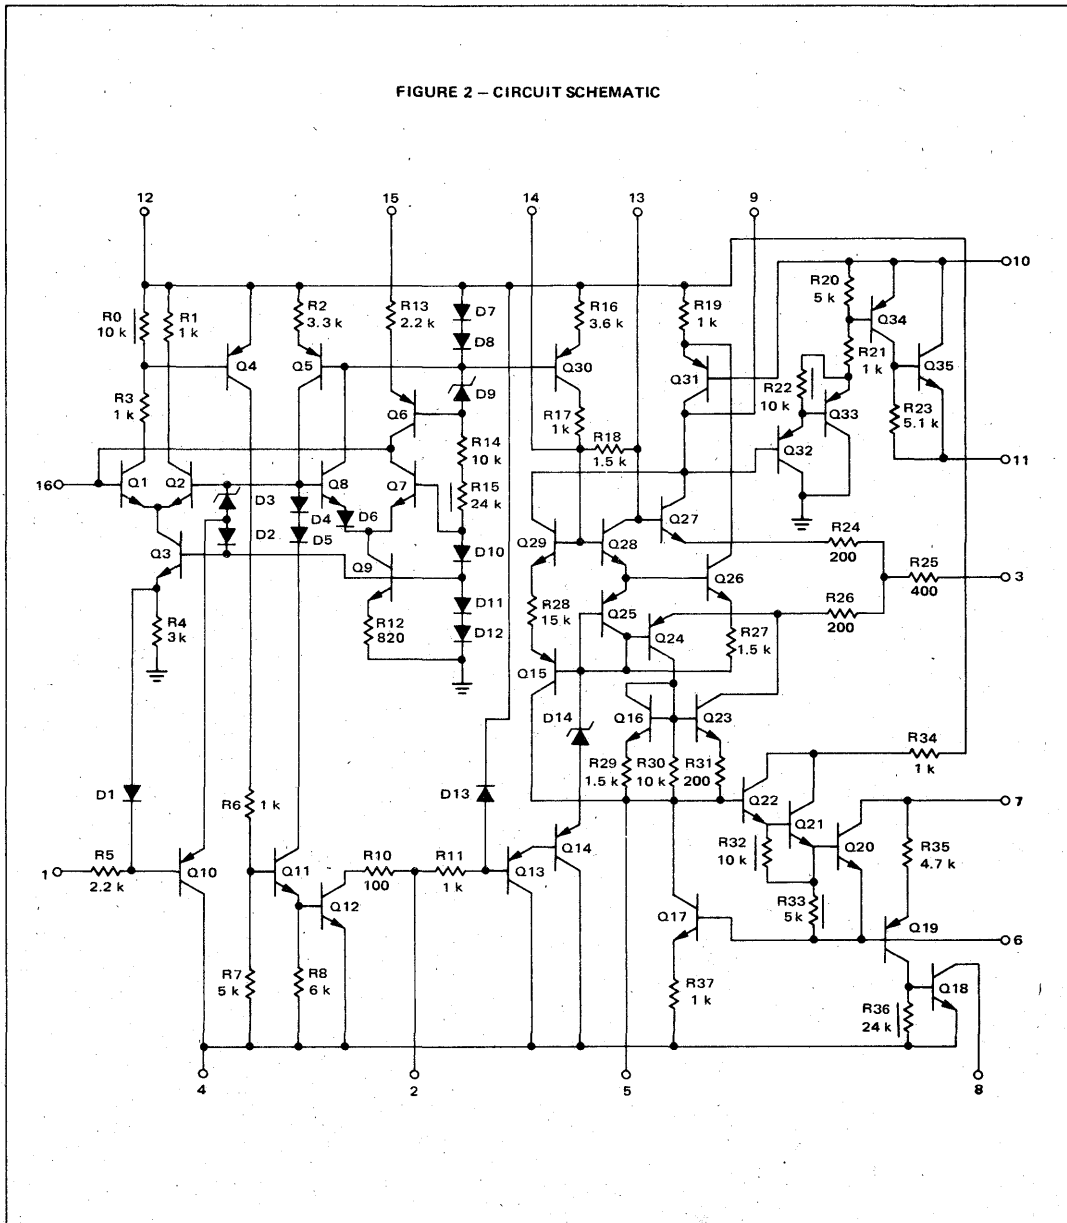 FIGURE 2 – CIRCUIT SCHEMATIC
12
15
14
13
9
10
R0
10 k
R1
1 k
R2
3.3 k
R13
2.2 k
D7
D8
R16
3.6 k
R19
1 k
R20
5 k
Q34
Q4
Q5
D9
Q30
Q31
R21
1 k
Q35
R3
1 k
Q6
R17
1k
R22
10 k
Q33
R23
5.1 k
R14
10 k
R18
1.5 k
Q32
11
16
Q1
Q2
D3
Q8
Q7
R15
24 k
D4
D6
Q27
D2
D5
Q3
Q9
D10
Q29
Q28
R24
200
Q26
R25
400
3
D11
D12
R28
15 k
Q25
R26
200
R4
3k
R12
820
Q24
R27
1.5 k
Q15
D14
Q16
Q23
R29
1.5 k
R30
10 k
R31
200
R34
1 k
D1
R6
1 k
D13
Q22
7
Q21
Q20
R32
10 k
R35
4.7 k
1
R5
2.2 k
Q10
Q11
R10
100
R11
1 k
Q13
Q14
Q12
Q17
R33
5 k
Q19
6
R7
5 k
R8
6 k
R37
1 k
R36
24 k
Q18
4
2
5
8